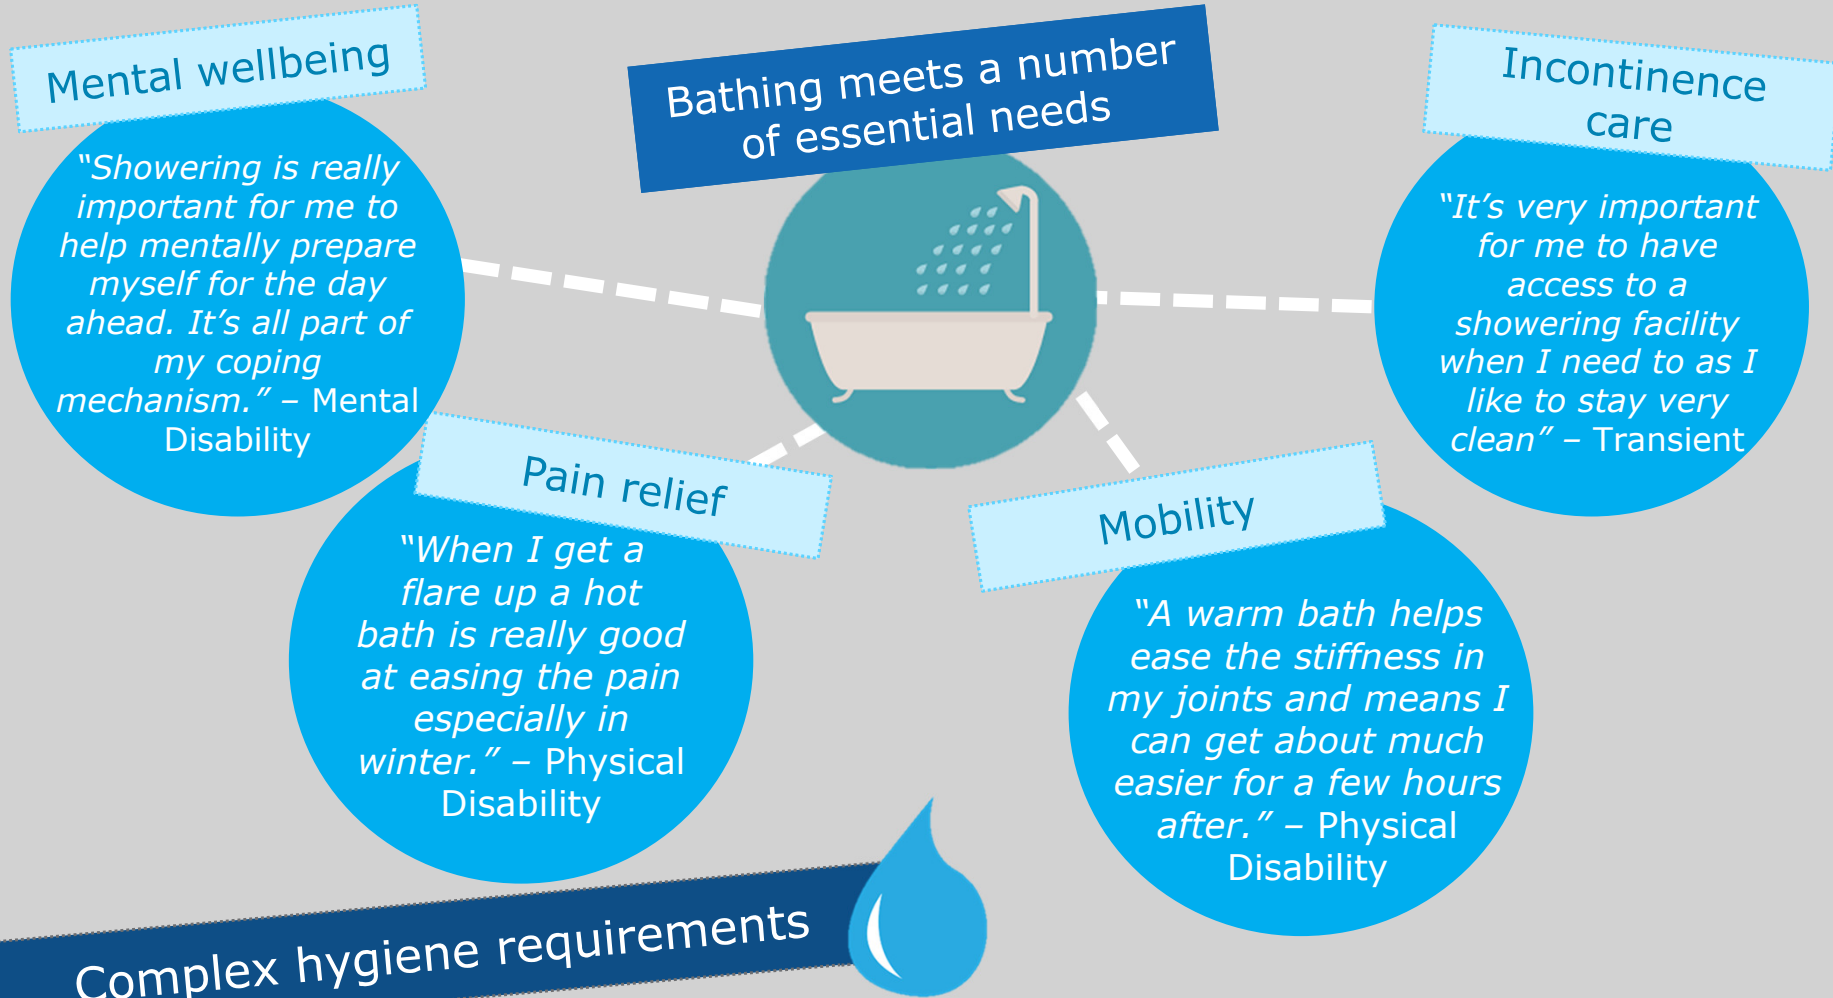 Mental wellbeing
“Showering is really
important for me to
help mentally prepare
myself for the day
ahead. It’s all part of
my coping
mechanism.” – Mental
Disability
Bathing meets a number
of essential needs
Incontinence
care
“It’s very important
for me to have
access to a
showering facility
when I need to as I
like to stay very
clean” – Transient
Pain relief
“When I get a
flare up a hot
bath is really good
at easing the pain
especially in
winter.” – Physical
Disability
Mobility
“A warm bath helps
ease the stiffness in
my joints and means I
can get about much
easier for a few hours
after.” – Physical
Disability
Complex hygiene requirements